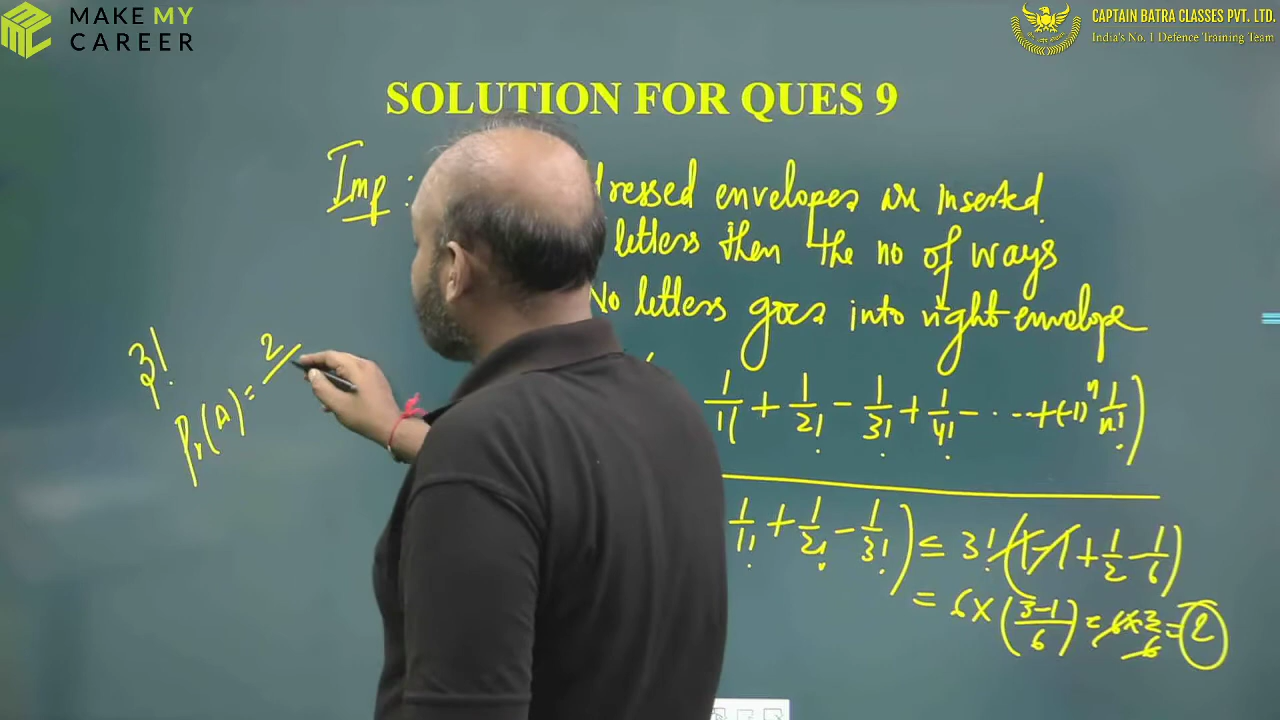 MAKE MY
CAREER
CAPTAIN BATRA CLASSES PVT. LTD.
India's No. 1 Defence Training Team
SOLUTION FOR QUES 9
Imp : dressed envelopes are inserted.
letless then the no of ways
No letless goes into right envelope
1/1! + 1/2! - 1/3! + 1/4! - ... + (-1)^n 1/n!)
1/1! + 1/2! - 1/3!) = 3! (1 - 1 + 1/2 - 1/6)
= 6 × (3-1/6) = 6×2/6 = 2
3!
Pr(A) = 2/